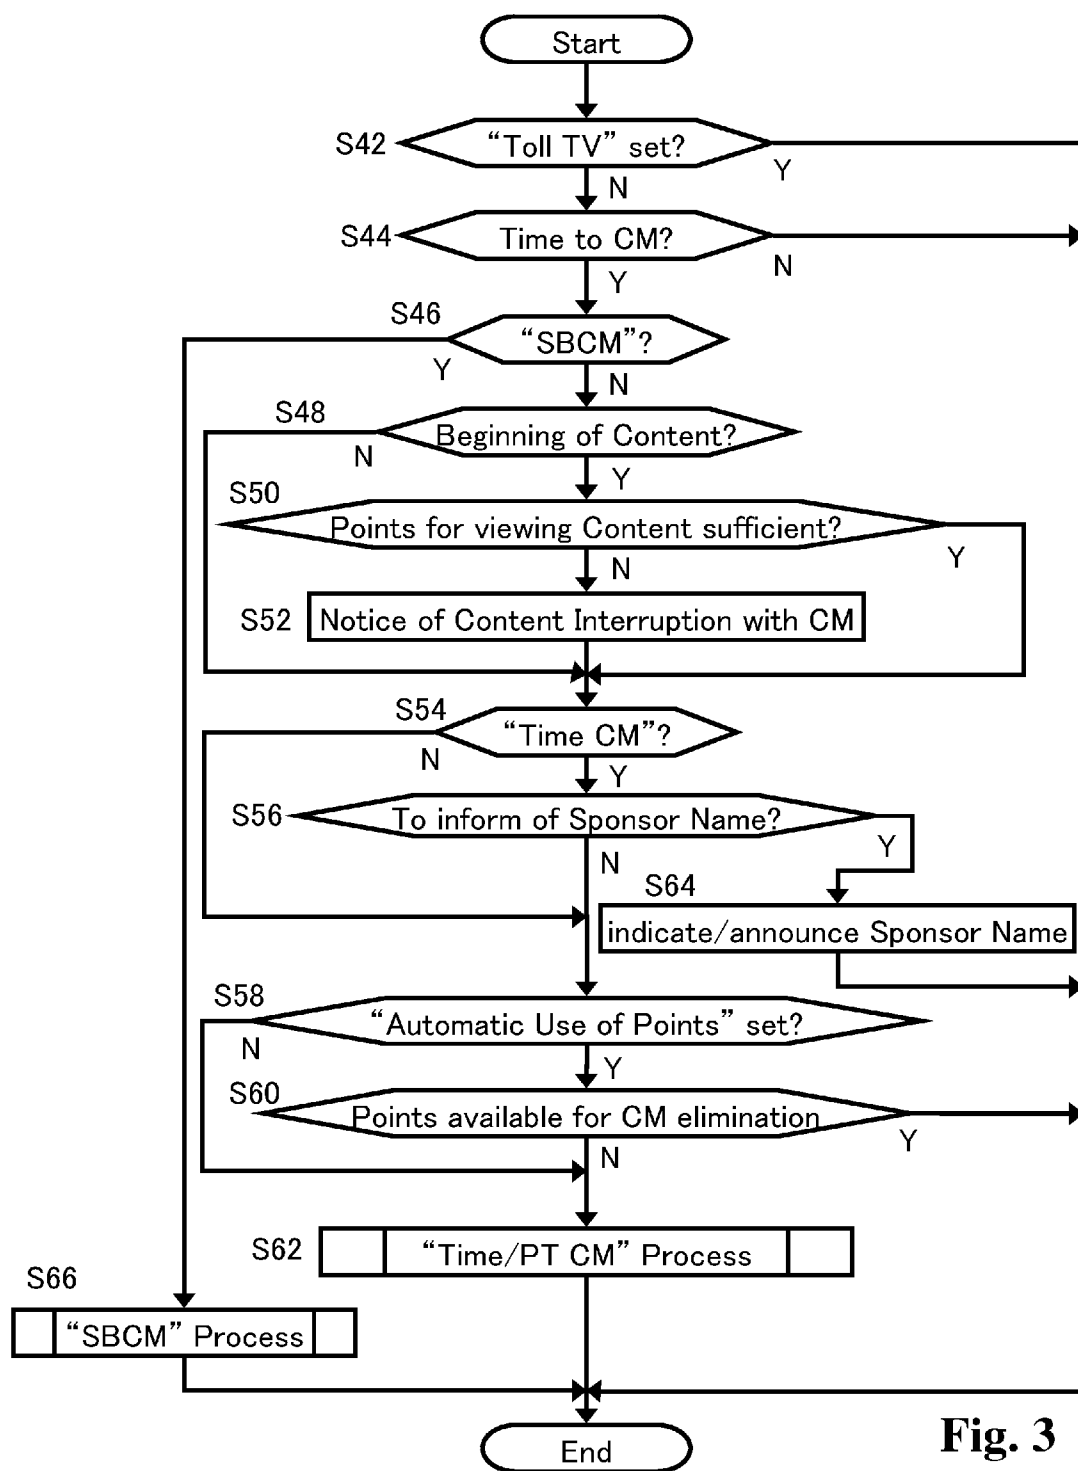 Start
S42
“Toll TV” set?
Y
N
S44
Time to CM?
N
Y
S46
“SBCM”?
Y
N
S48
Beginning of Content?
N
Y
S50
Points for viewing Content sufficient?
Y
N
S52
Notice of Content Interruption with CM
S54
“Time CM”?
N
Y
S56
To inform of Sponsor Name?
Y
N
S64
indicate/announce Sponsor Name
S58
“Automatic Use of Points” set?
N
Y
S60
Points available for CM elimination
Y
N
S62
“Time/PT CM” Process
S66
“SBCM” Process
End
Fig. 3